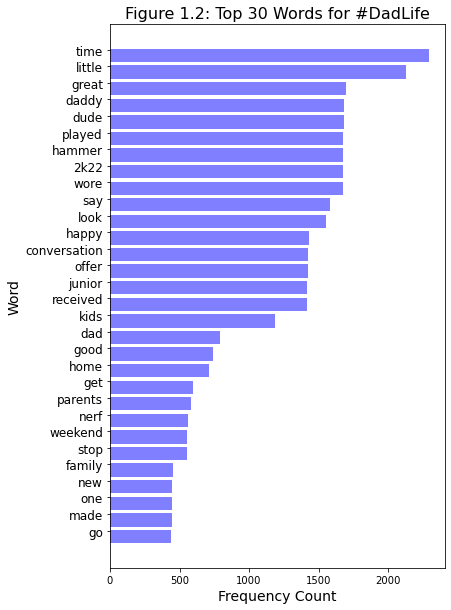 Figure 1.2: Top 30 Words for #DadLife
time
little
great
daddy
dude
played
hammer
2k22
wore
say
look
happy
conversation
offer
junior
received
kids
dad
good
home
get
parents
nerf
weekend
stop
family
new
one
made
go
Word
0 500 1000 1500 2000
Frequency Count